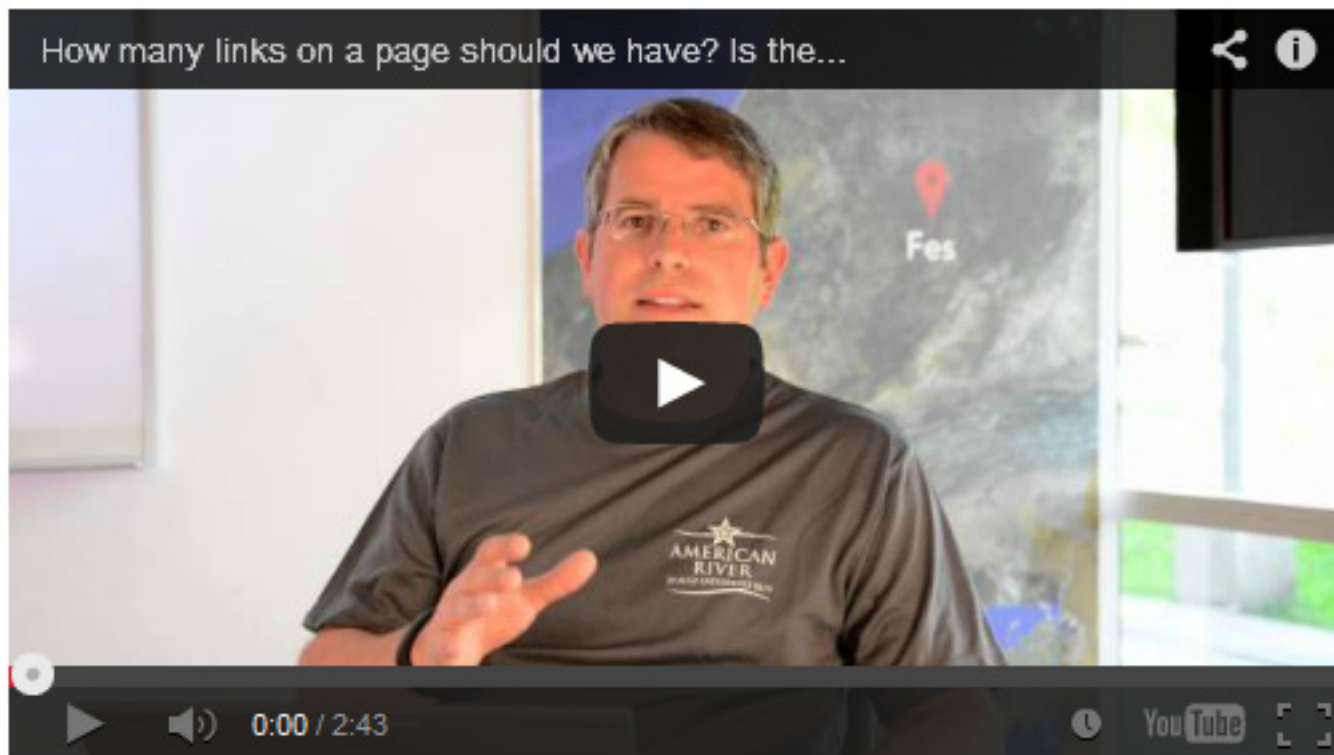 How many links on a page should we have? Is the...
Fes
AMERICAN
RIVER
0:00 / 2:43
YouTube